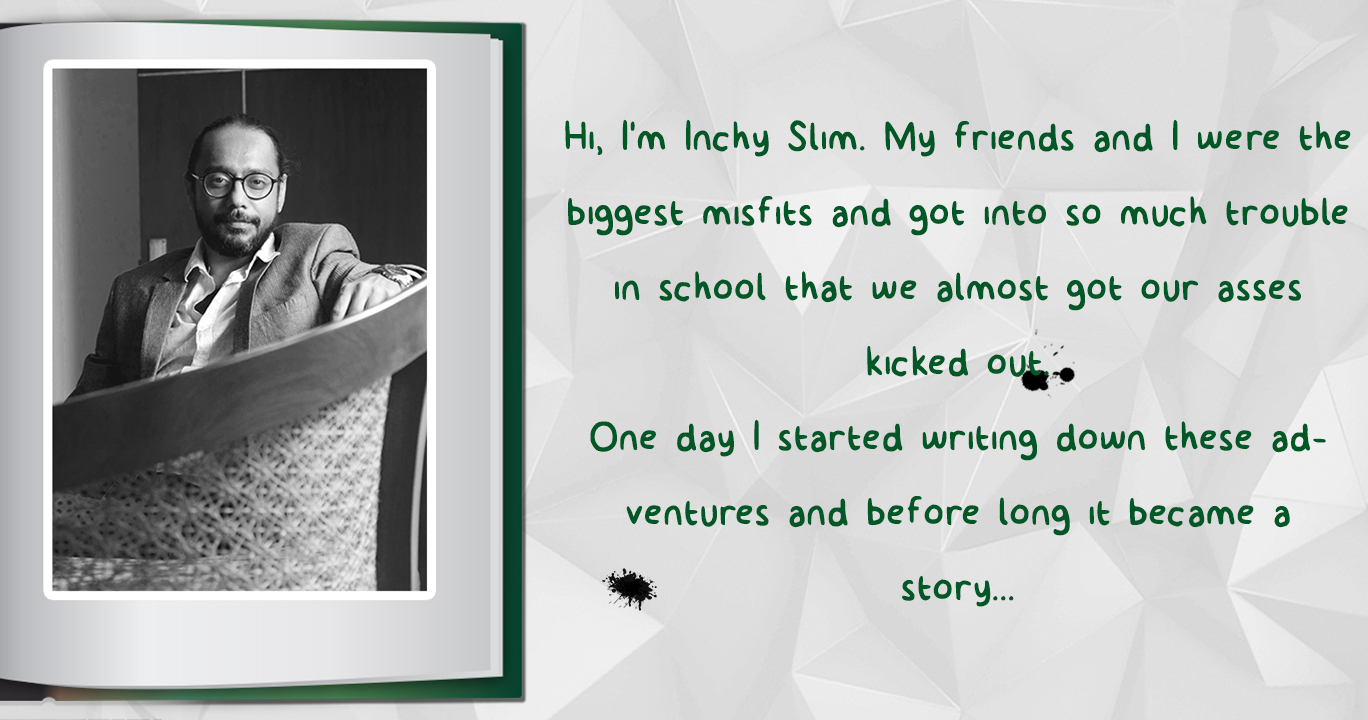 Hi, I'm Inchy Slim. My friends and I were the
biggest misfits and got into so much trouble
in school that we almost got our asses
kicked out.
One day I started writing down these ad-
ventures and before long it became a
story...